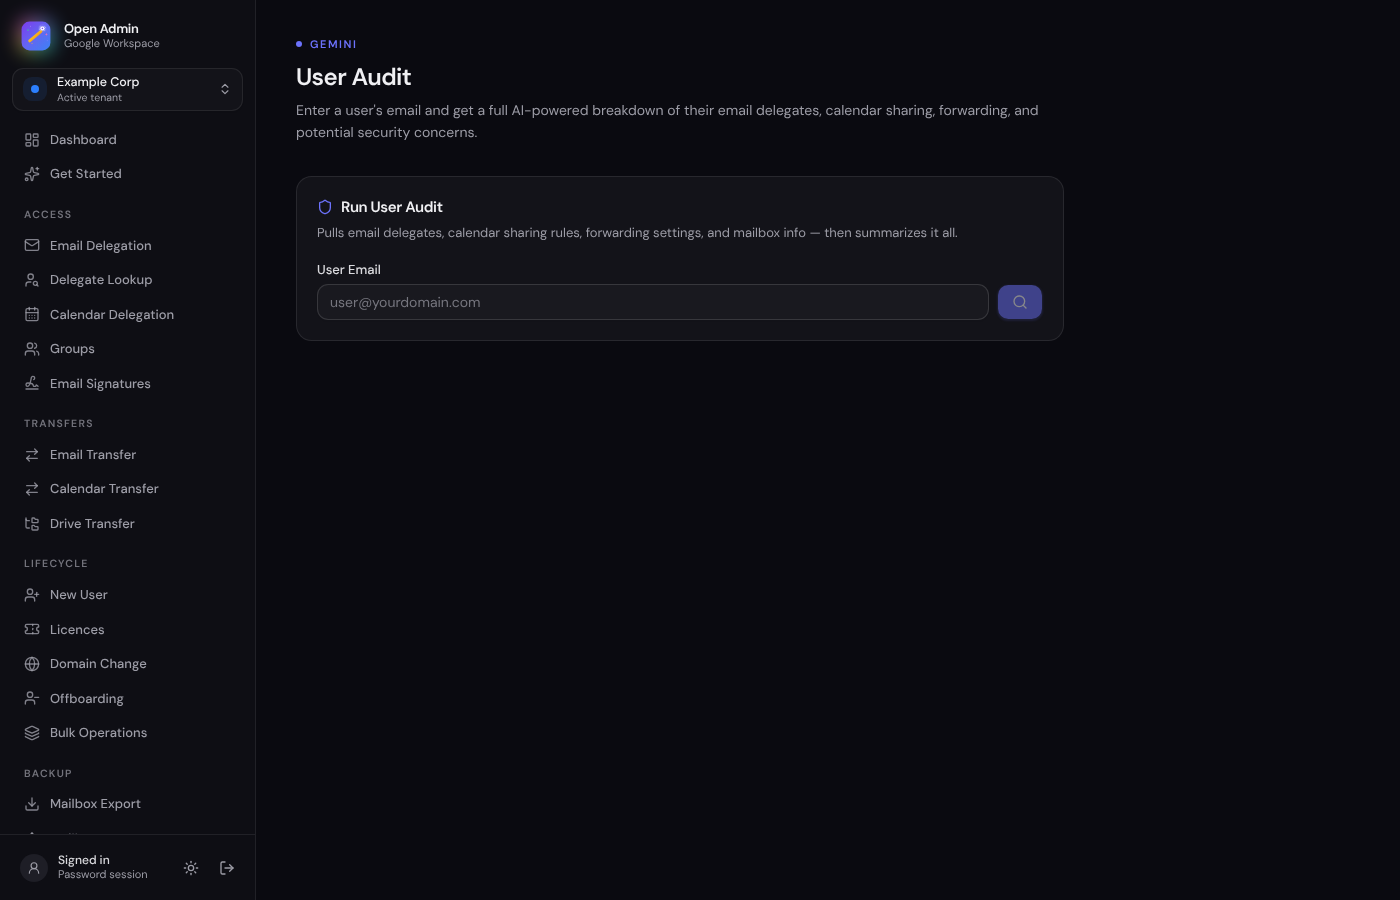 Open Admin
Google Workspace
Example Corp
Active tenant
Dashboard
Get Started
ACCESS
Email Delegation
Delegate Lookup
Calendar Delegation
Groups
Email Signatures
TRANSFERS
Email Transfer
Calendar Transfer
Drive Transfer
LIFECYCLE
New User
Licences
Domain Change
Offboarding
Bulk Operations
BACKUP
Mailbox Export
Signed in
Password session
GEMINI
User Audit
Enter a user's email and get a full AI-powered breakdown of their email delegates, calendar sharing, forwarding, and
potential security concerns.
Run User Audit
Pulls email delegates, calendar sharing rules, forwarding settings, and mailbox info — then summarizes it all.
User Email
user@yourdomain.com